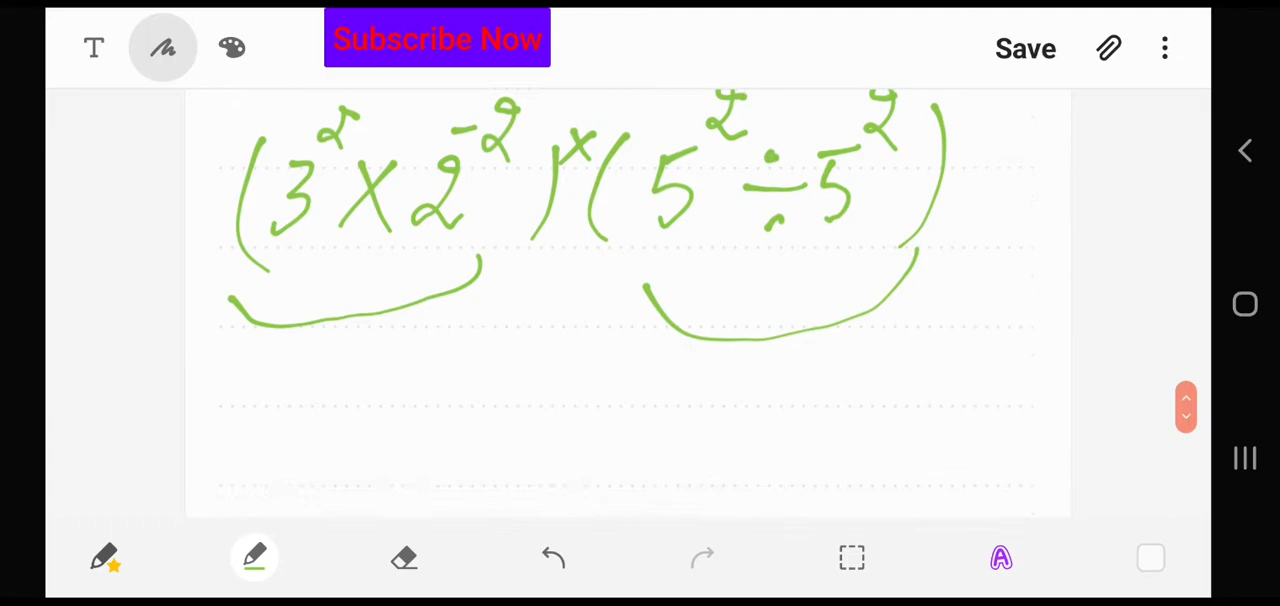 T Subscribe Now Save
(3² × 2⁻²) × (5² ÷ 5²)
A